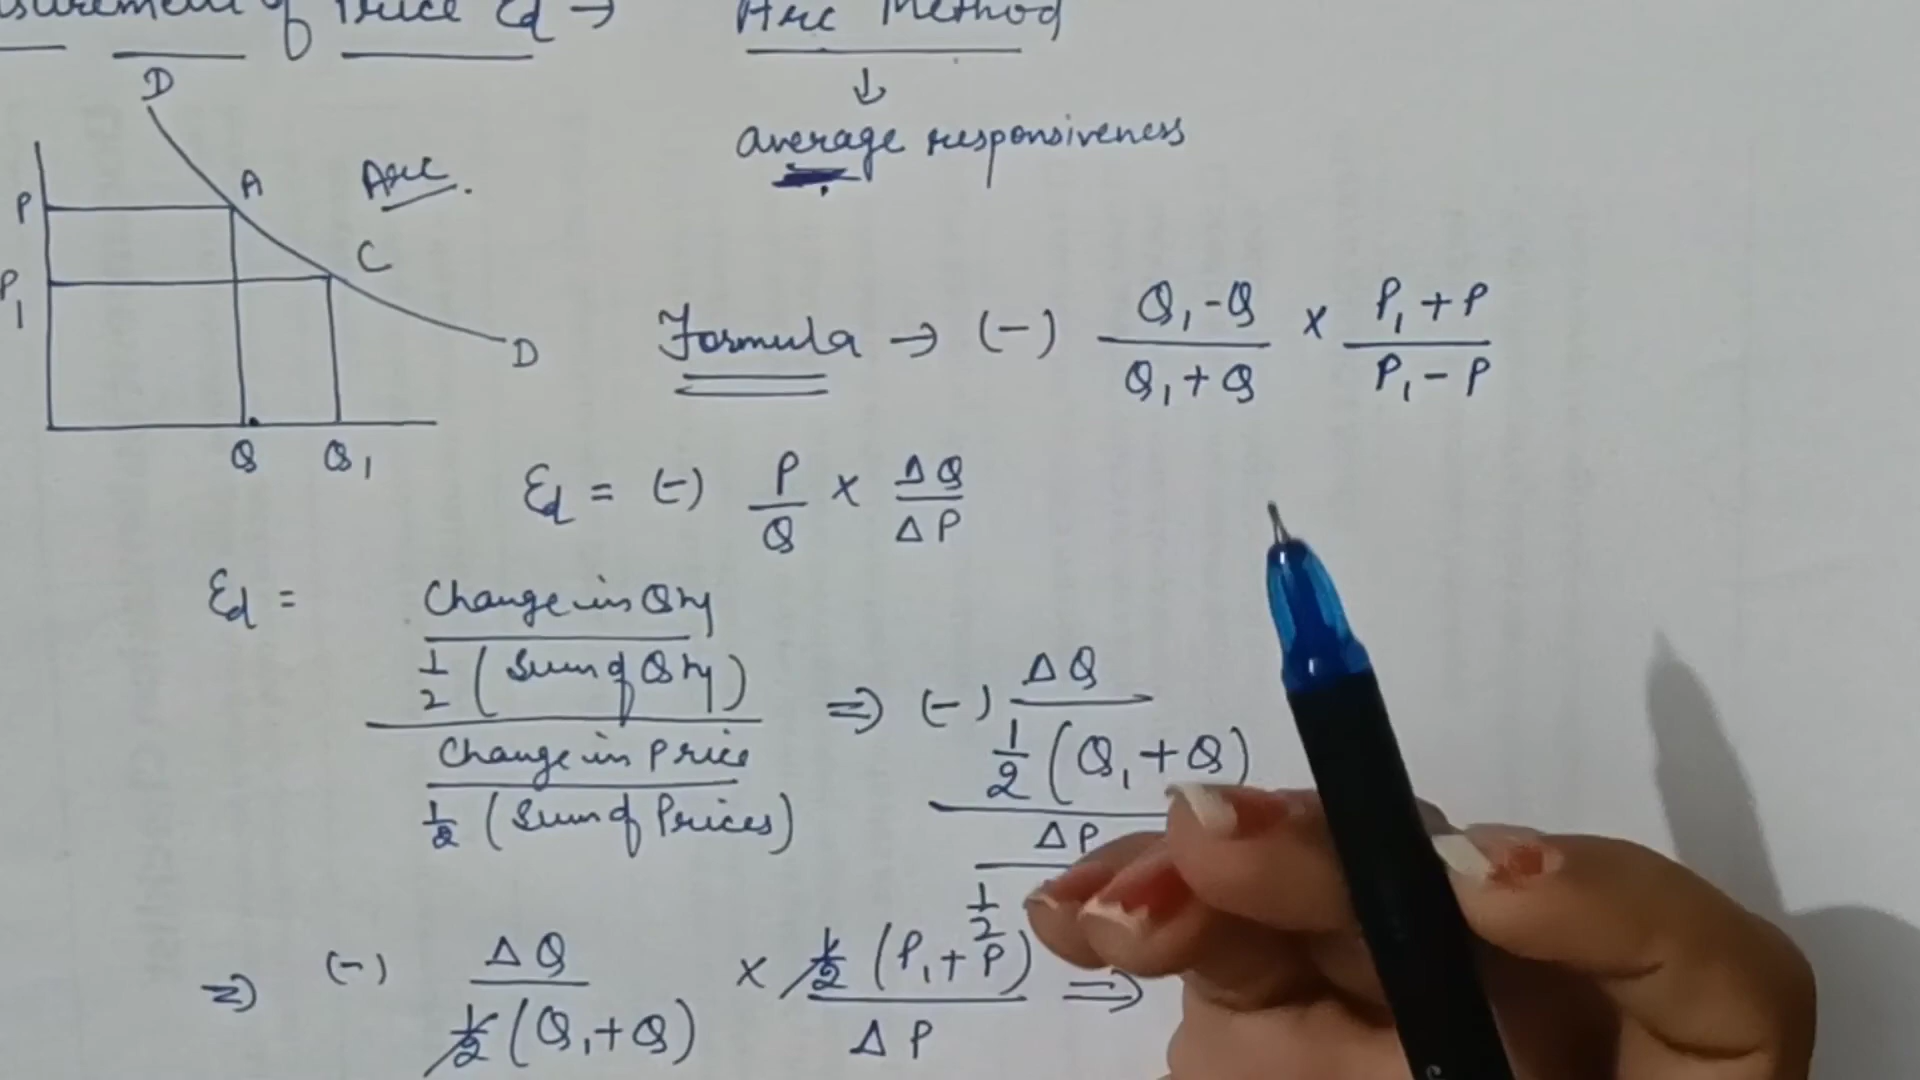 surement of Price Ed → Arc Method
↓
average responsiveness
D
A
Arc.
P
C
P1
D
Q Q1
Formula → (-) Q1-Q / Q1+Q × P1+P / P1-P
Ed = (-) P/Q × ΔQ/ΔP
Ed = Change in Qty
1/2 (Sum of Qty)
Change in Price
1/2 (Sum of Prices)
⇒ (-) ΔQ
1/2 (Q1+Q)
ΔP
1/2
⇒ (-) ΔQ / 1/2 (Q1+Q) × 1/2 (P1+P) / ΔP ⇒